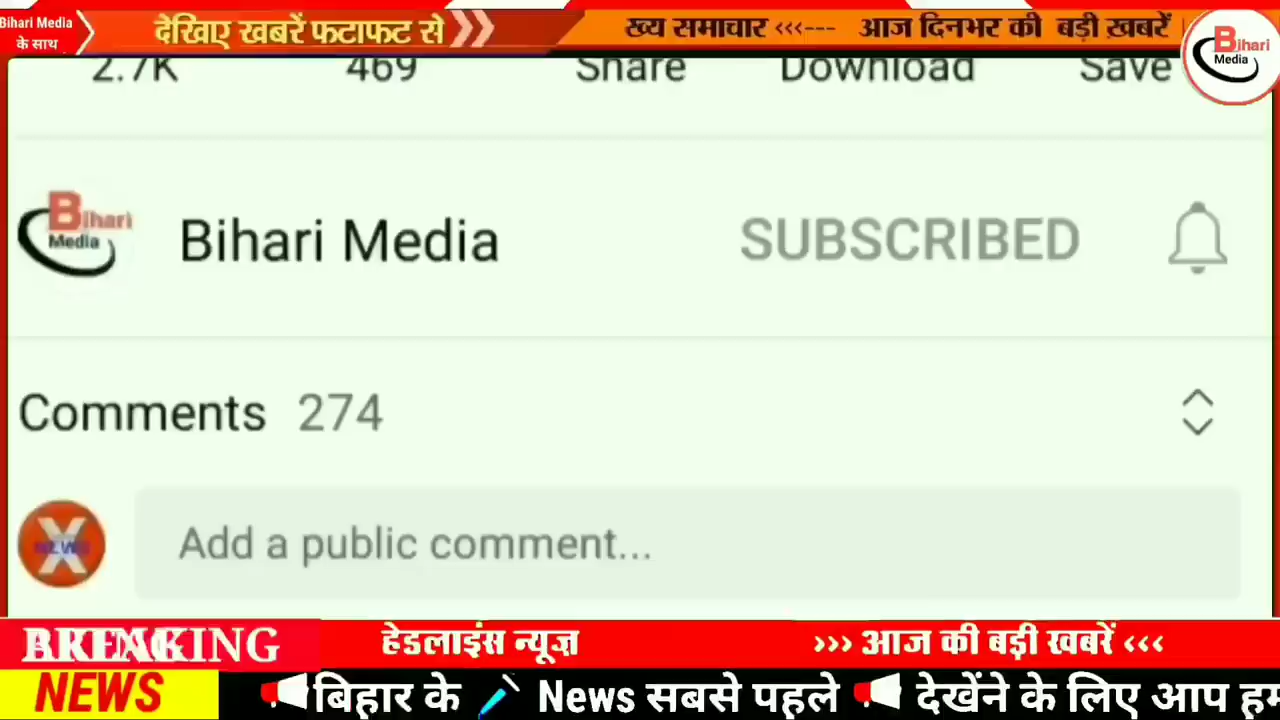 Bihari Media
के साथ
देखिए खबरें फटाफट से
ख्य समाचार <<<--- आज दिनभर की बड़ी ख़बरें
Bihari
Media
2.7K 469 Share Download Save
Bihari
Media
Bihari Media SUBSCRIBED
Comments 274
X
NEWS
Add a public comment...
BREAKING
हेडलाइंस न्यूज़
>>> आज की बड़ी खबरें <<<
NEWS
बिहार के News सबसे पहले देखेंने के लिए आप हम